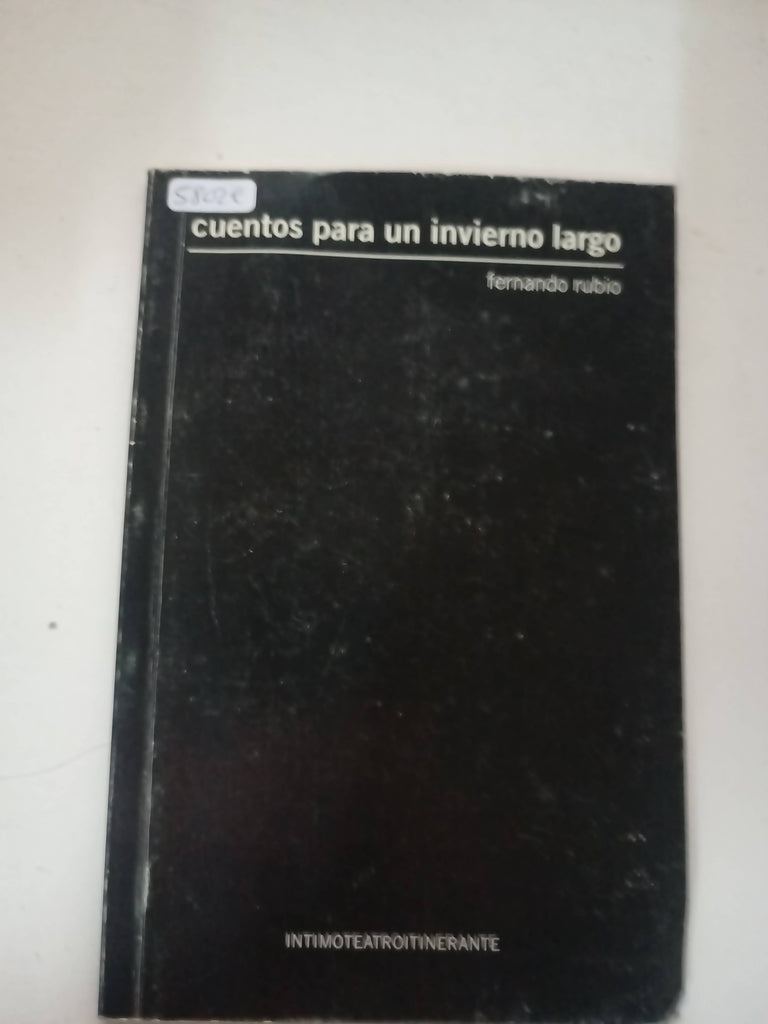 cuentos para un invierno largo
fernando rubio
INTIMOTEATROITINERANTE